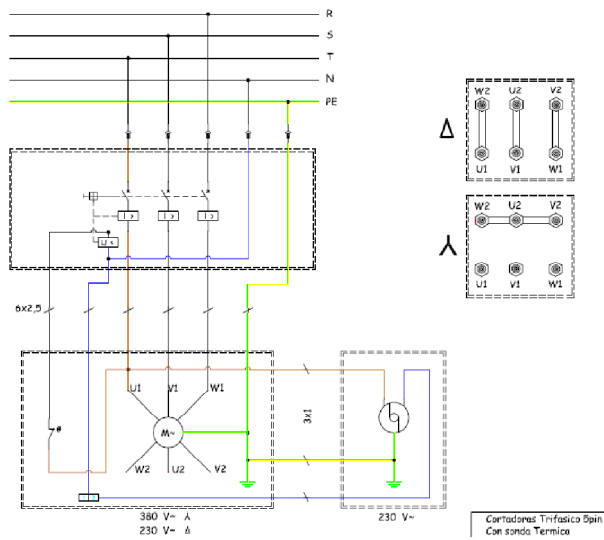 R
S
T
N
PE
W2 U2 V2
Δ
U1 V1 W1
W2 U2 V2
U1 V1 W1
I> I> I>
U<
6x2,5
U1 V1 W1
M~
W2 U2 V2
θ
3x1
380 V~ ⅄
230 V~ Δ
230 V~
Cortadoras Trifasico 5pin
Con sonda Termica